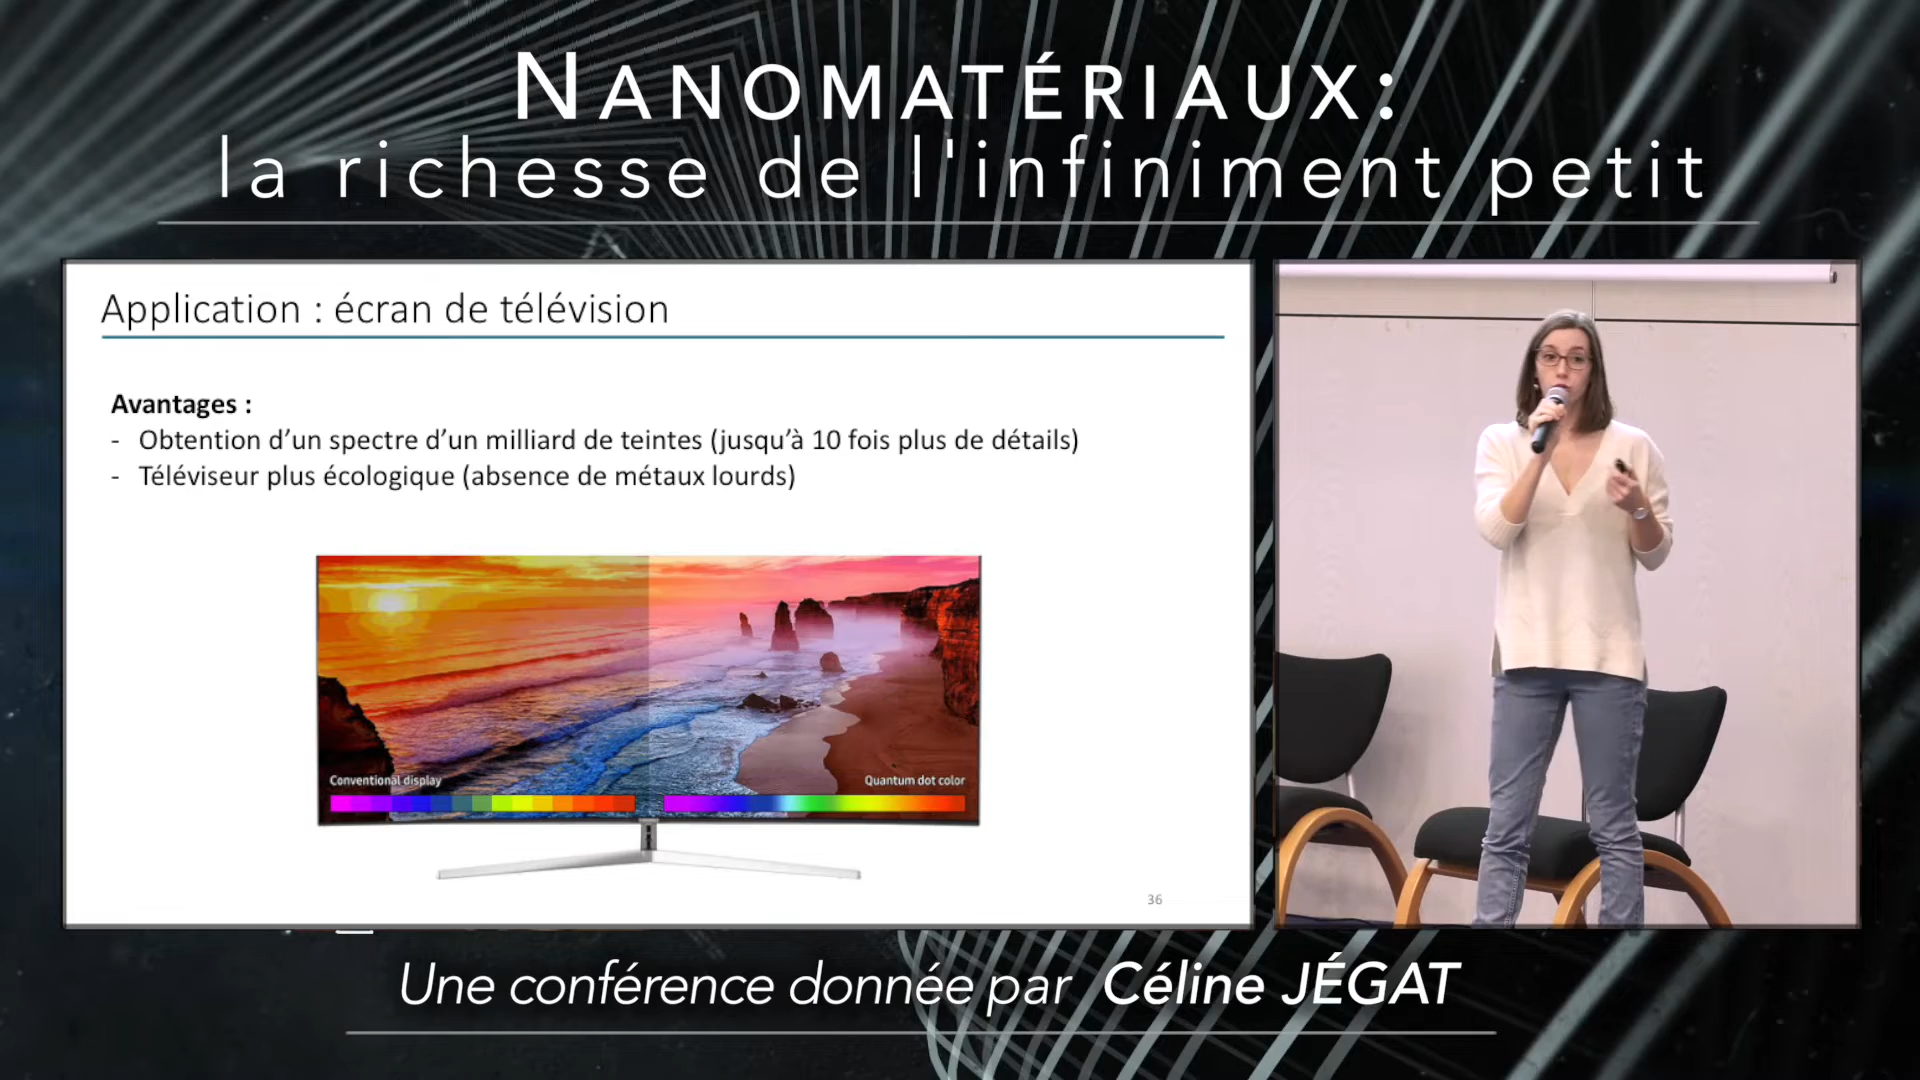 NANOMATÉRIAUX:
la richesse de l'infiniment petit
Application : écran de télévision
Avantages :
- Obtention d’un spectre d’un milliard de teintes (jusqu’à 10 fois plus de détails)
- Téléviseur plus écologique (absence de métaux lourds)
Conventional display
Quantum dot color
36
Une conférence donnée par Céline JÉGAT